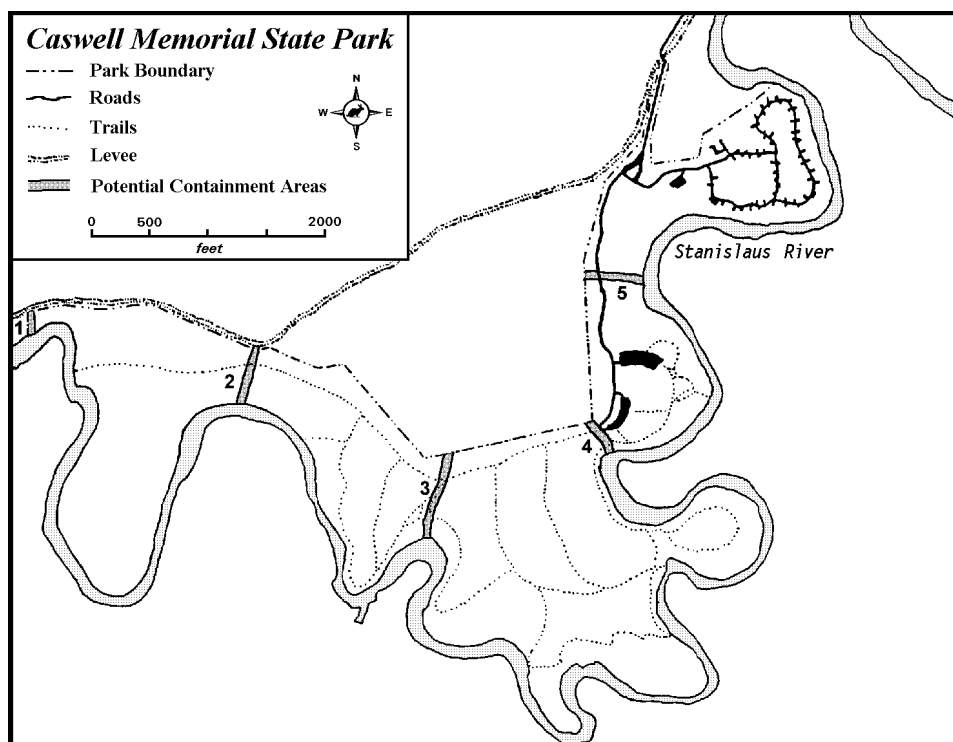 Caswell Memorial State Park
Park Boundary
Roads
Trails
Levee
Potential Containment Areas
N
W E
S
0 500 2000
feet
Stanislaus River
5
1
2
4
3